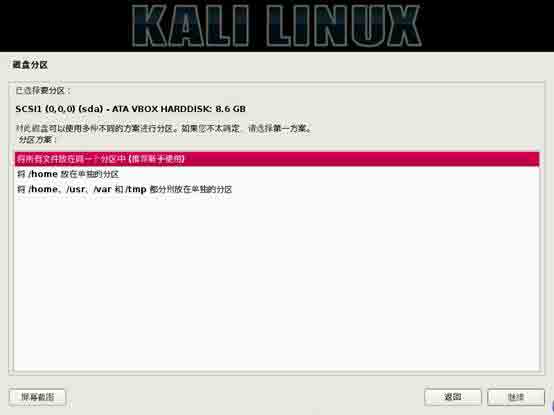 KALI LINUX
磁盘分区
已选择要分区：
SCSI1 (0,0,0) (sda) - ATA VBOX HARDDISK: 8.6 GB
对此磁盘可以使用多种不同的方案进行分区。如果您不太确定，请选择第一方案。
分区方案：
将所有文件放在同一个分区中 (推荐新手使用)
将 /home 放在单独的分区
将 /home、/usr、/var 和 /tmp 都分别放在单独的分区
屏幕截图
返回
继续